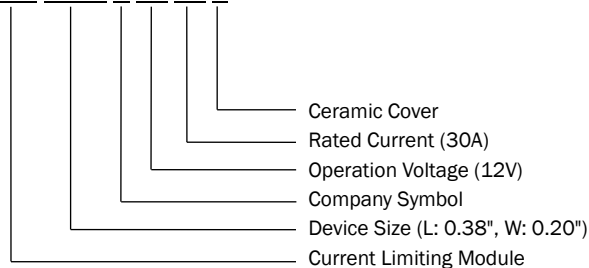 Ceramic Cover
Rated Current (30A)
Operation Voltage (12V)
Company Symbol
Device Size (L: 0.38", W: 0.20")
Current Limiting Module